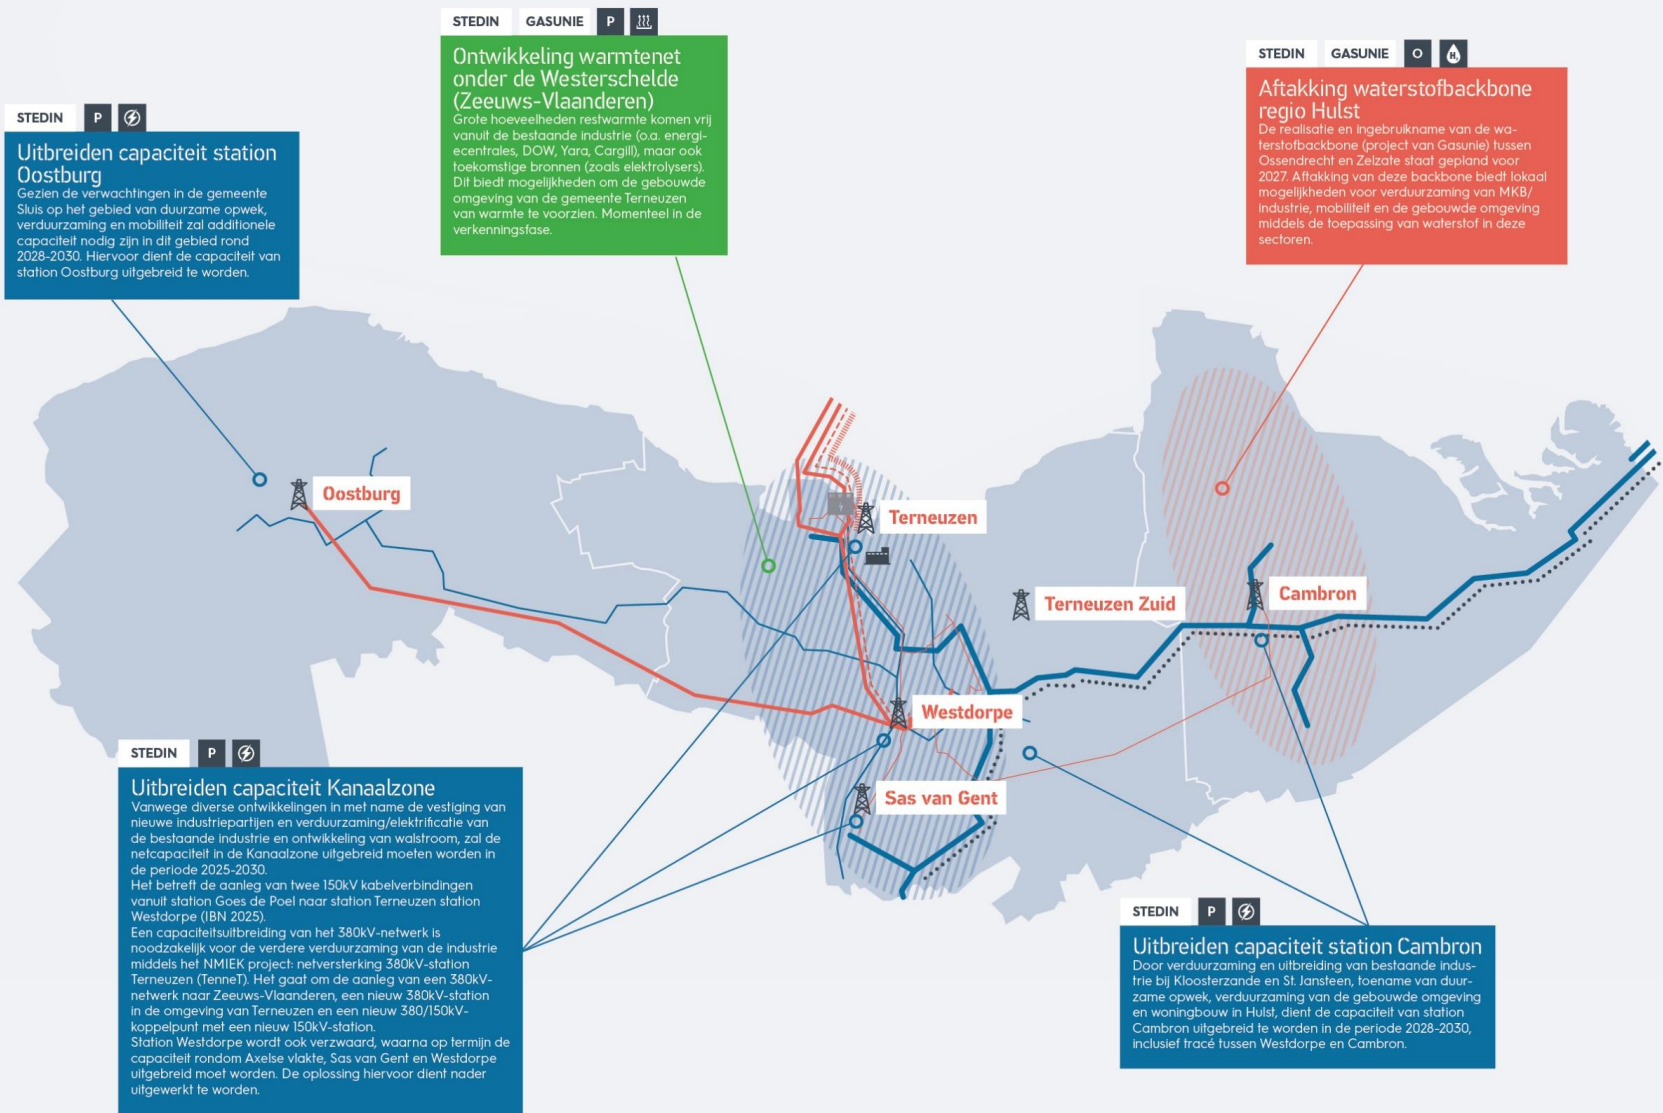 STEDIN GASUNIE P
Ontwikkeling warmtenet
onder de Westerschelde
(Zeeuws-Vlaanderen)
Grote hoeveelheden restwarmte komen vrij
vanuit de bestaande industrie (o.a. energi-
ecentrales, DOW, Yara, Cargill), maar ook
toekomstige bronnen (zoals elektrolysers).
Dit biedt mogelijkheden om de gebouwde
omgeving van de gemeente Terneuzen
van warmte te voorzien. Momenteel in de
verkenningsfase.
STEDIN GASUNIE O H₂
Aftakking waterstofbackbone
regio Hulst
De realisatie en ingebruikname van de wa-
terstofbackbone (project van Gasunie) tussen
Ossendrecht en Zelzate staat gepland voor
2027. Aftakking van deze backbone biedt lokaal
mogelijkheden voor verduurzaming van MKB/
industrie, mobiliteit en de gebouwde omgeving
middels de toepassing van waterstof in deze
sectoren.
STEDIN P
Uitbreiden capaciteit station
Oostburg
Gezien de verwachtingen in de gemeente
Sluis op het gebied van duurzame opwek,
verduurzaming en mobiliteit zal additionele
capaciteit nodig zijn in dit gebied rond
2028-2030. Hiervoor dient de capaciteit van
station Oostburg uitgebreid te worden.
Oostburg
Terneuzen
Terneuzen Zuid
Cambron
Westdorpe
Sas van Gent
STEDIN P
Uitbreiden capaciteit Kanaalzone
Vanwege diverse ontwikkelingen in met name de vestiging van
nieuwe industriepartijen en verduurzaming/elektrificatie van
de bestaande industrie en ontwikkeling van walstroom, zal de
netcapaciteit in de Kanaalzone uitgebreid moeten worden in
de periode 2025-2030.
Het betreft de aanleg van twee 150kV kabelverbindingen
vanuit station Goes de Poel naar station Terneuzen station
Westdorpe (IBN 2025).
Een capaciteitsuitbreiding van het 380kV-netwerk is
noodzakelijk voor de verdere verduurzaming van de industrie
middels het NMIEK project: netversterking 380kV-station
Terneuzen (TenneT). Het gaat om de aanleg van een 380kV-
netwerk naar Zeeuws-Vlaanderen, een nieuw 380kV-station
in de omgeving van Terneuzen en een nieuw 380/150kV-
koppelpunt met een nieuw 150kV-station.
Station Westdorpe wordt ook verzwaard, waarna op termijn de
capaciteit rondom Axelse vlakte, Sas van Gent en Westdorpe
uitgebreid moet worden. De oplossing hiervoor dient nader
uitgewerkt te worden.
STEDIN P
Uitbreiden capaciteit station Cambron
Door verduurzaming en uitbreiding van bestaande indus-
trie bij Kloosterzande en St. Jansteen, toename van duur-
zame opwek, verduurzaming van de gebouwde omgeving
en woningbouw in Hulst, dient de capaciteit van station
Cambron uitgebreid te worden in de periode 2028-2030,
inclusief tracé tussen Westdorpe en Cambron.